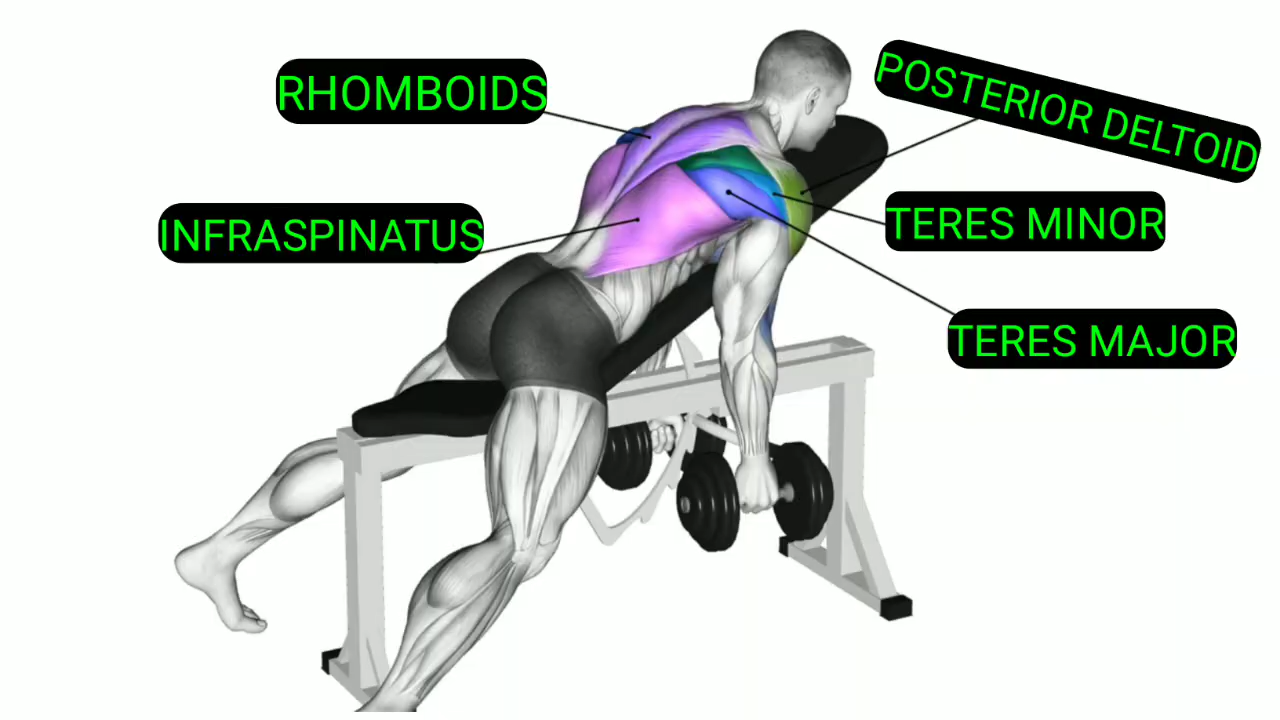 RHOMBOIDS
POSTERIOR DELTOID
INFRASPINATUS
TERES MINOR
TERES MAJOR